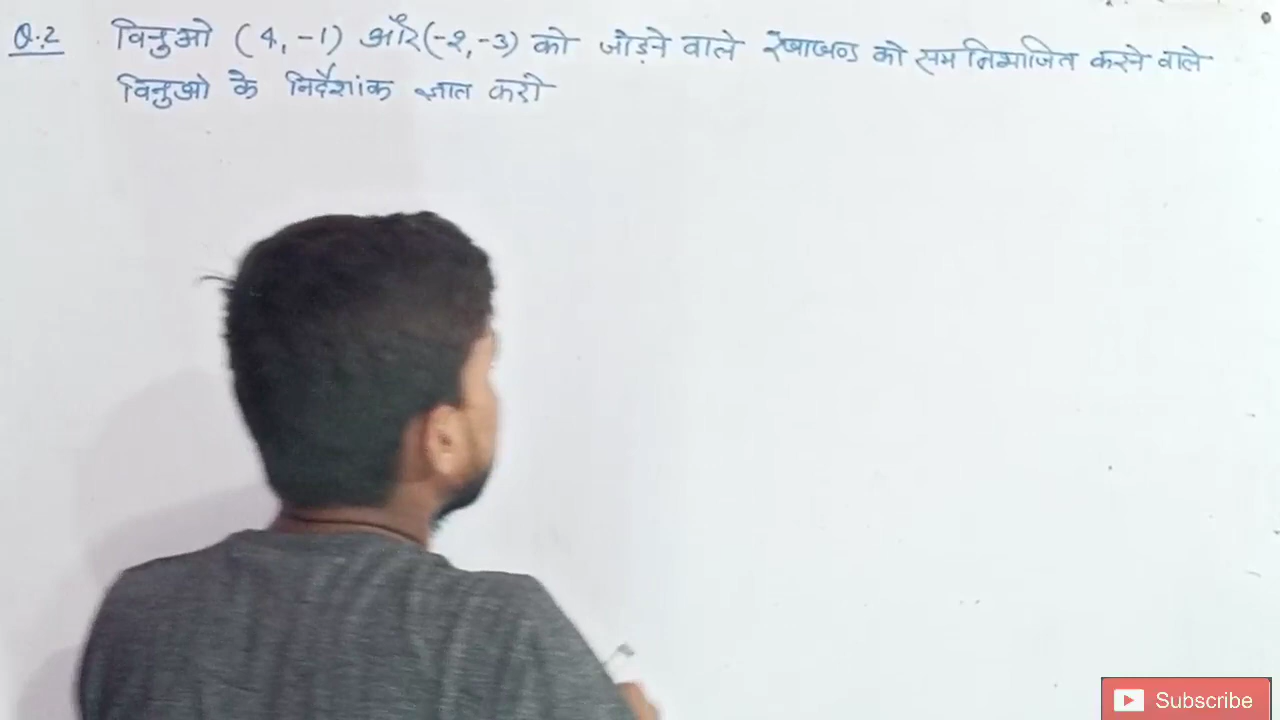 Q.2 विन्दुओ (4, -1) और (-2, -3) को जोड़ने वाले रेखाखण्ड को सम त्रिभाजित करने वाले
विन्दुओ के निर्देशांक ज्ञात करो
Subscribe